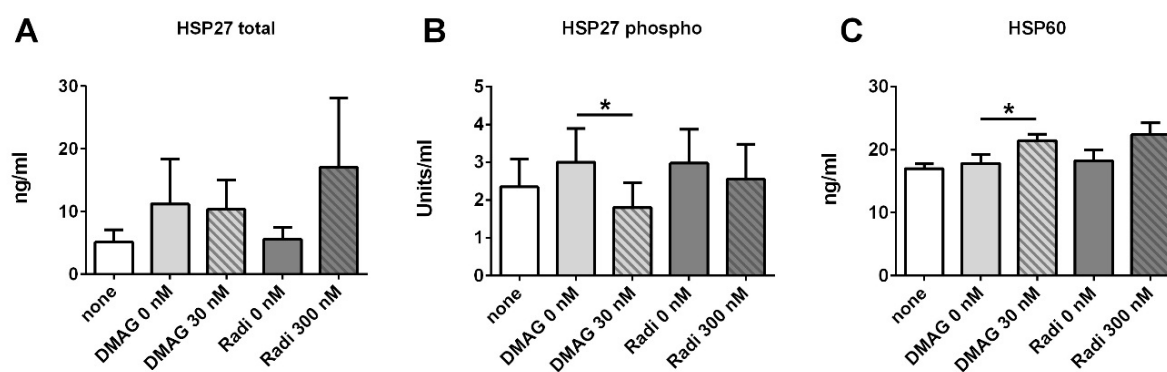 A
HSP27 total
ng/ml
30
20
10
0
none
DMAG 0 nM
DMAG 30 nM
Radi 0 nM
Radi 300 nM
B
HSP27 phospho
Units/ml
5
4
3
2
1
0
*
none
DMAG 0 nM
DMAG 30 nM
Radi 0 nM
Radi 300 nM
C
HSP60
ng/ml
30
20
10
0
*
none
DMAG 0 nM
DMAG 30 nM
Radi 0 nM
Radi 300 nM